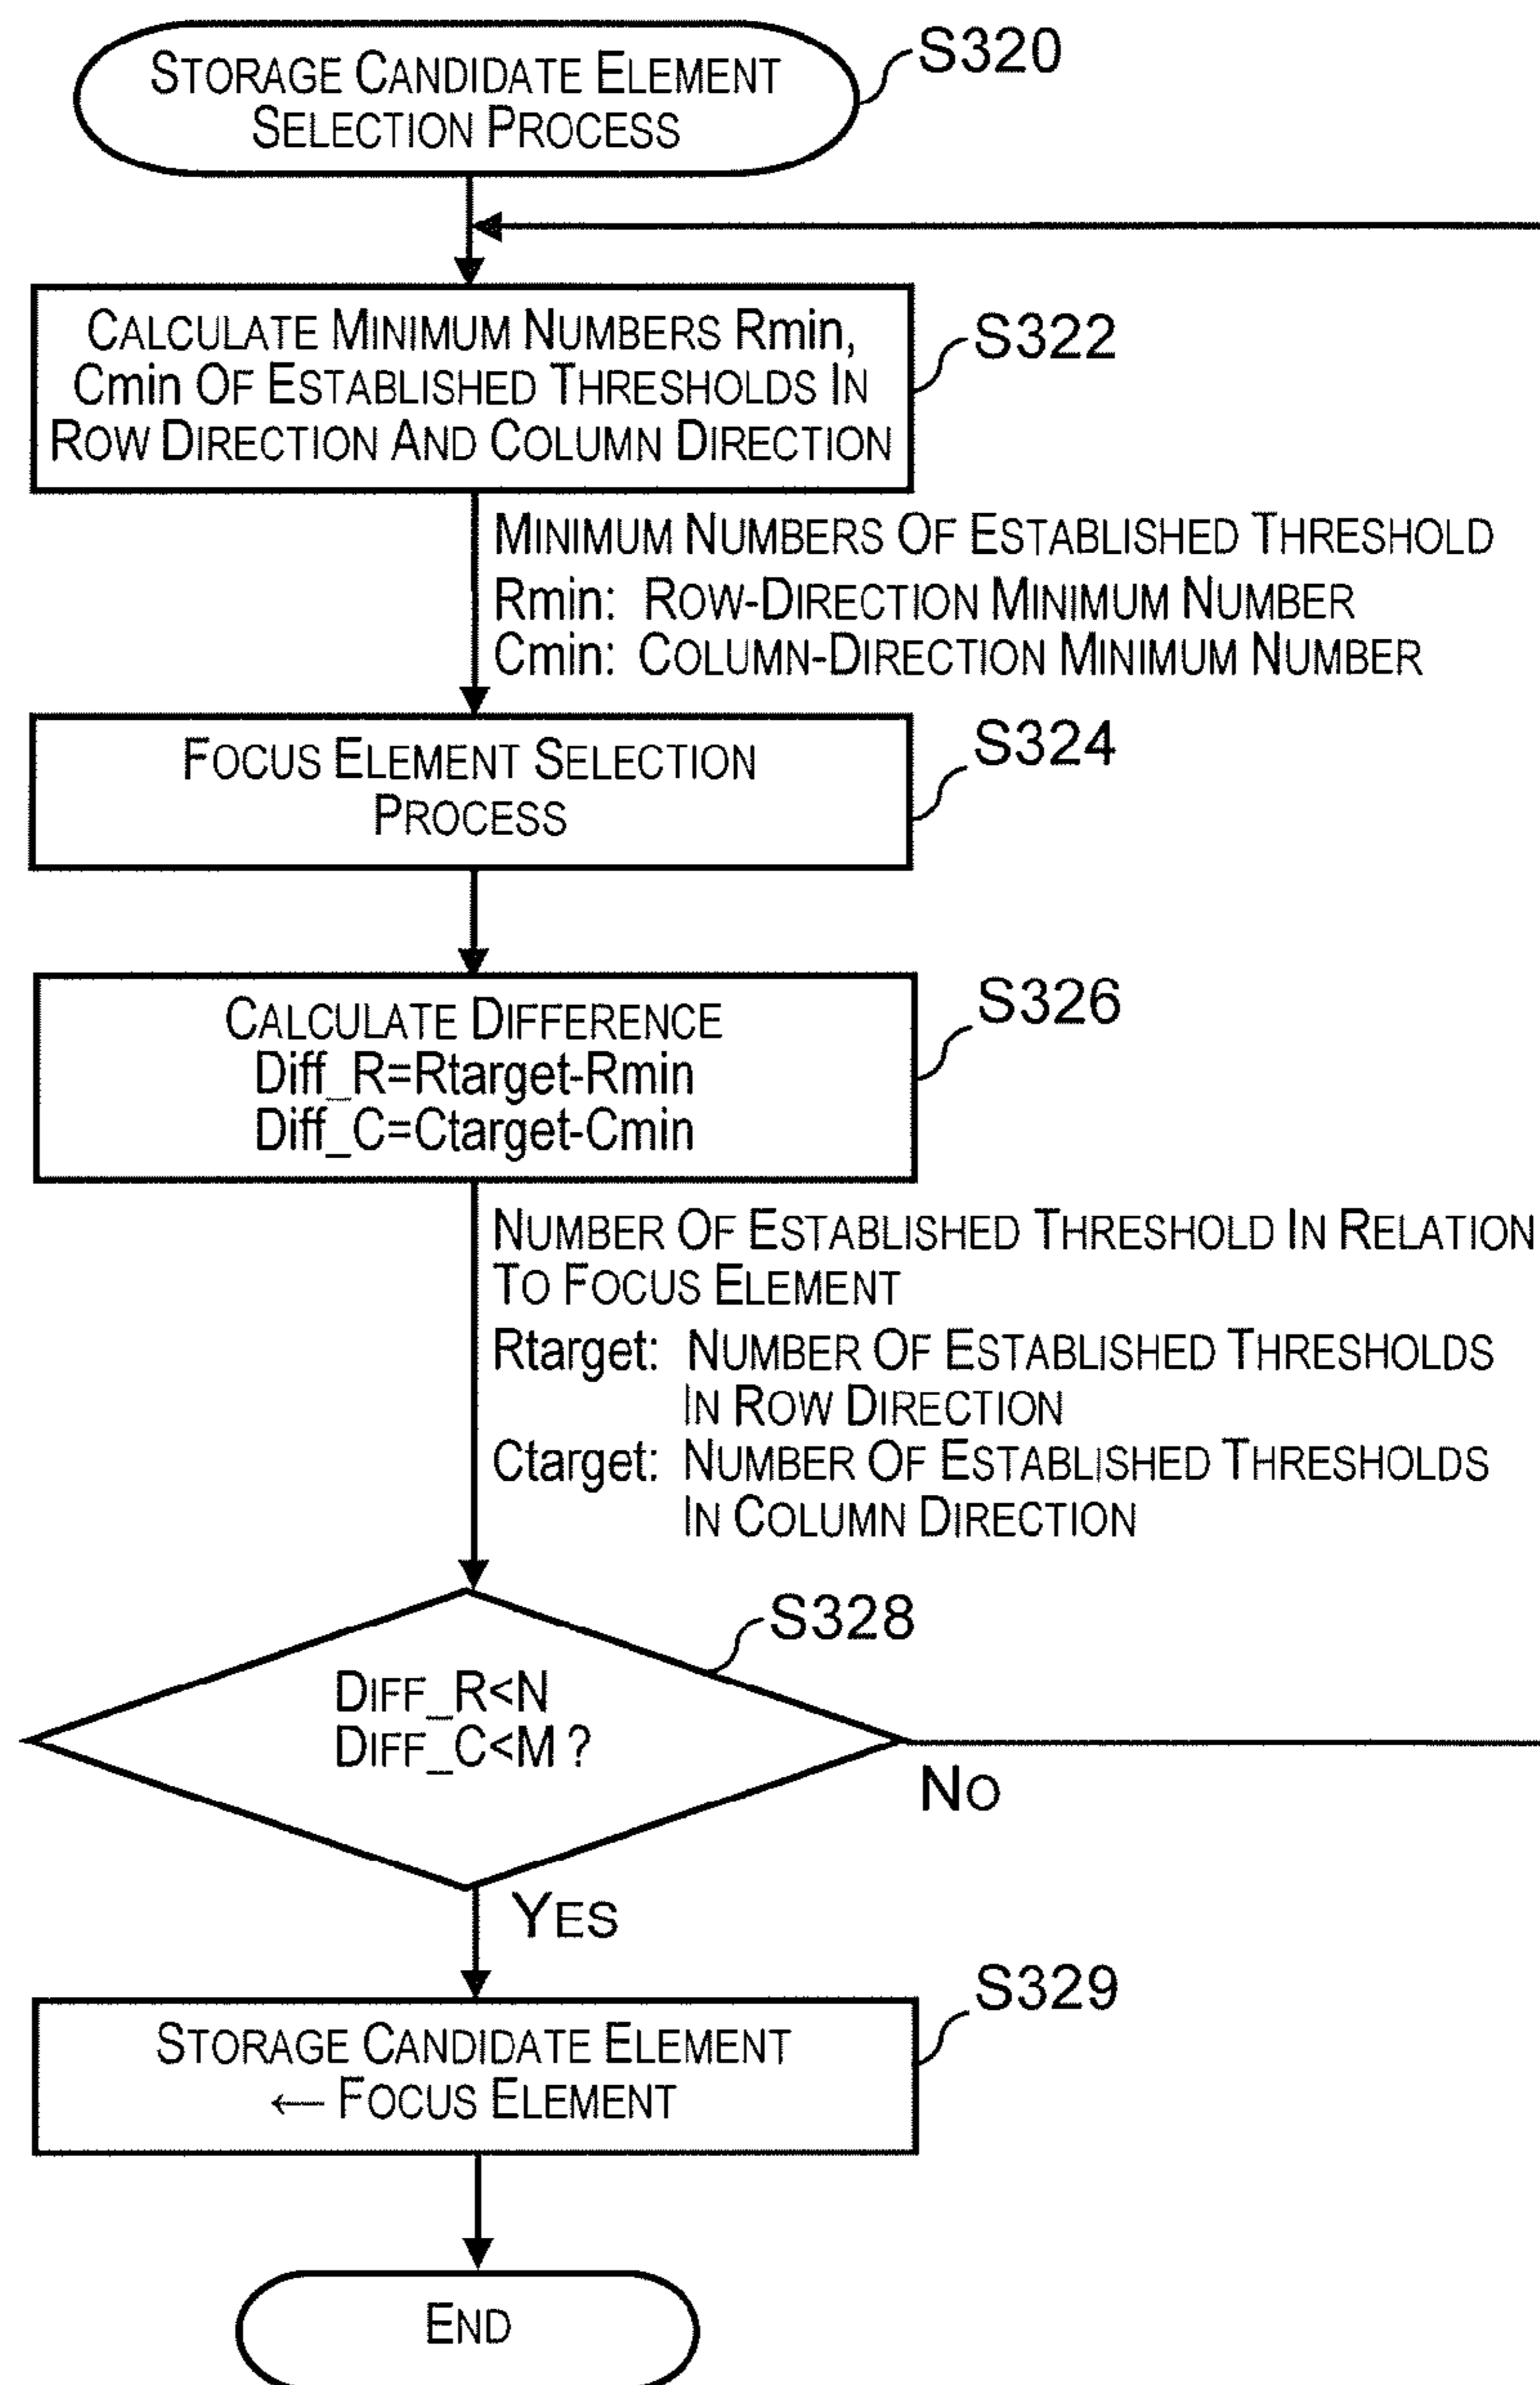 STORAGE CANDIDATE ELEMENT
SELECTION PROCESS
S320
CALCULATE MINIMUM NUMBERS Rmin,
Cmin OF ESTABLISHED THRESHOLDS IN
ROW DIRECTION AND COLUMN DIRECTION
S322
MINIMUM NUMBERS OF ESTABLISHED THRESHOLD
Rmin: ROW-DIRECTION MINIMUM NUMBER
Cmin: COLUMN-DIRECTION MINIMUM NUMBER
FOCUS ELEMENT SELECTION
PROCESS
S324
CALCULATE DIFFERENCE
Diff_R=Rtarget-Rmin
Diff_C=Ctarget-Cmin
S326
NUMBER OF ESTABLISHED THRESHOLD IN RELATION
TO FOCUS ELEMENT
Rtarget: NUMBER OF ESTABLISHED THRESHOLDS
IN ROW DIRECTION
Ctarget: NUMBER OF ESTABLISHED THRESHOLDS
IN COLUMN DIRECTION
S328
DIFF_R<N
DIFF_C<M ?
NO
YES
STORAGE CANDIDATE ELEMENT
← FOCUS ELEMENT
S329
END